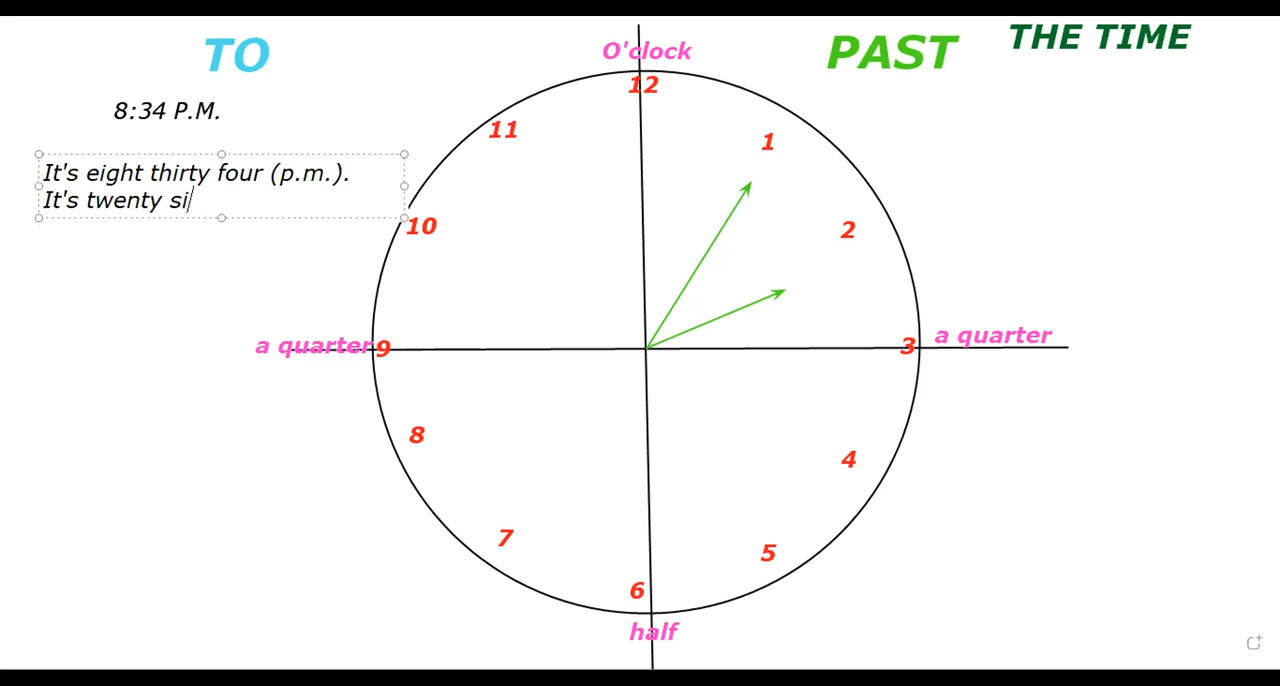 TO
PAST
THE TIME
O'clock
8:34 P.M.
It's eight thirty four (p.m.).
It's twenty si
12
11
1
10
2
a quarter
9
3
a quarter
8
4
7
5
6
half